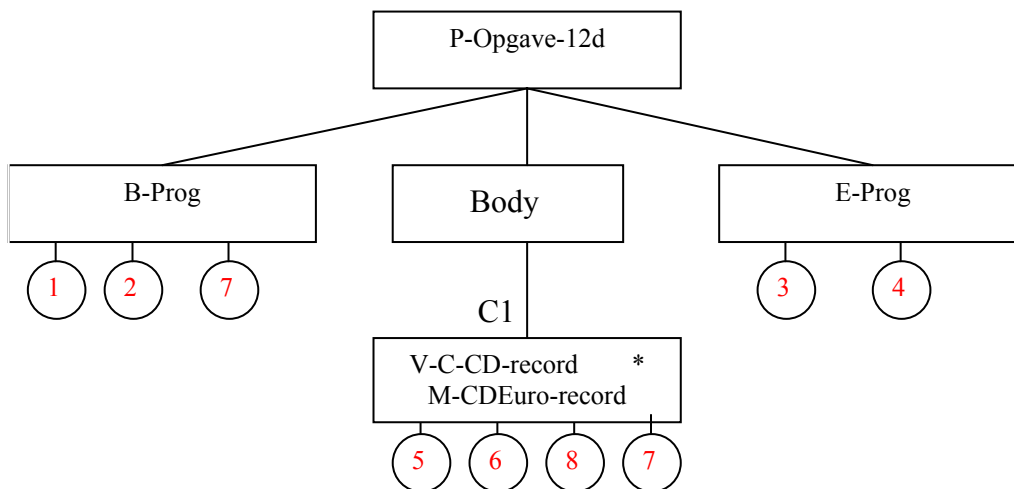 P-Opgave-12d
B-Prog
Body
E-Prog
1 2 7
3 4
C1
V-C-CD-record *
M-CDEuro-record
5 6 8 7